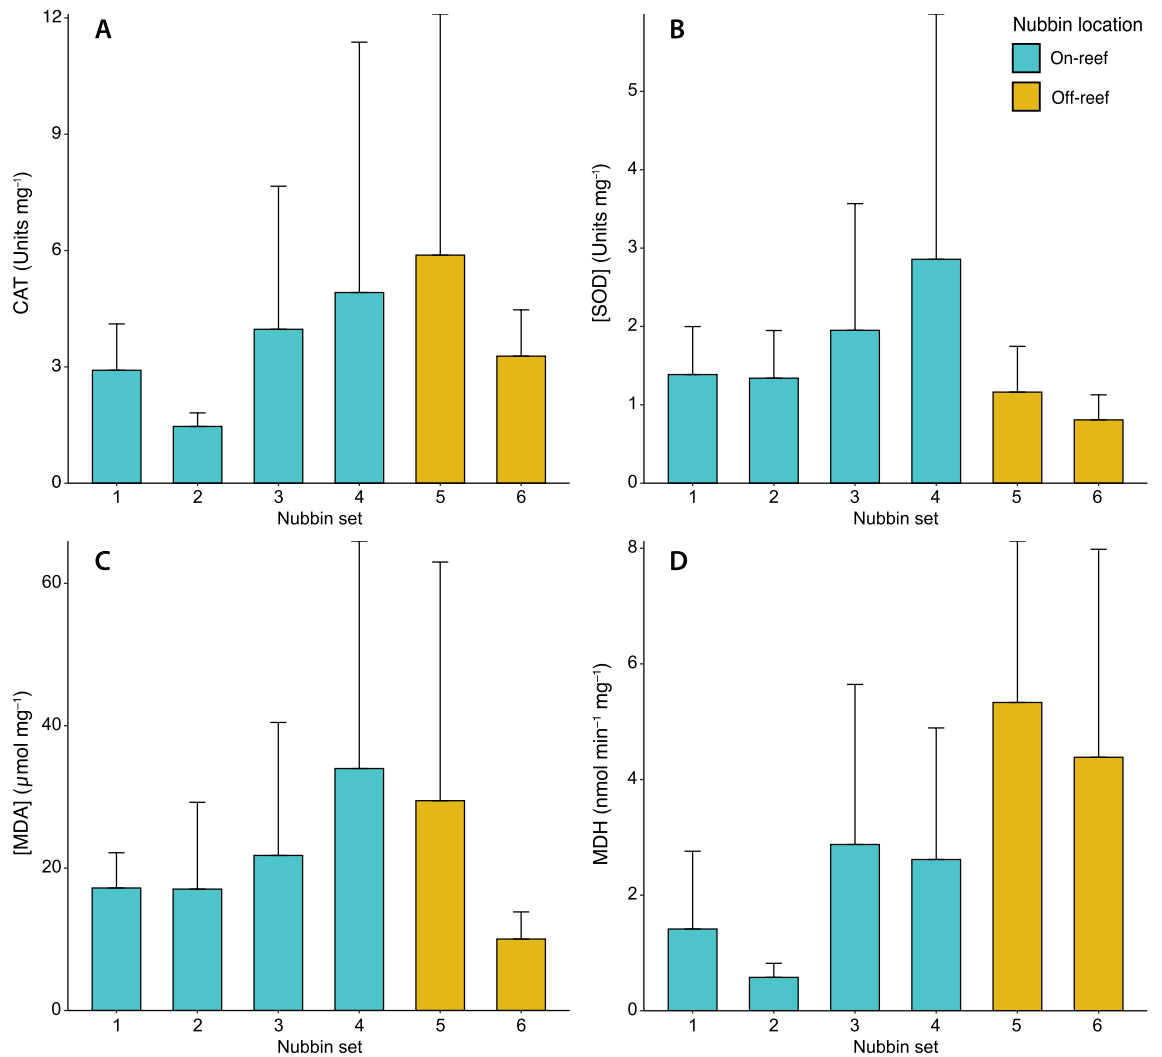 A
12
9
6
3
0
CAT (Units mg⁻¹)
1 2 3 4 5 6
Nubbin set
B
5
4
3
2
1
0
[SOD] (Units mg⁻¹)
1 2 3 4 5 6
Nubbin set
Nubbin location
On-reef
Off-reef
C
60
40
20
0
[MDA] (µmol mg⁻¹)
1 2 3 4 5 6
Nubbin set
D
8
6
4
2
0
MDH (nmol min⁻¹ mg⁻¹)
1 2 3 4 5 6
Nubbin set